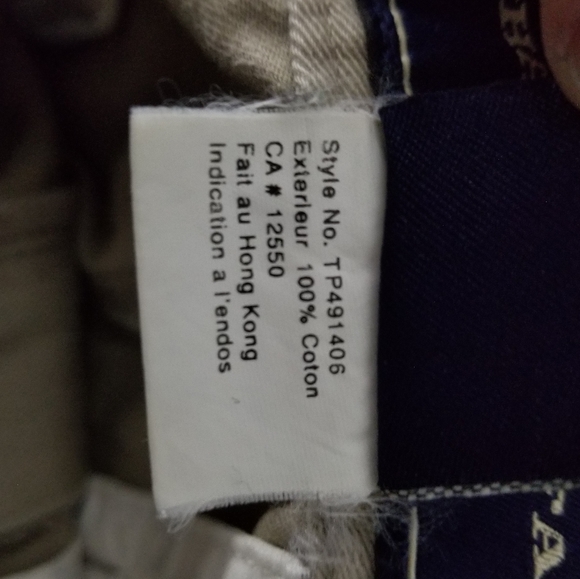 Style No. TP491406
Exterieur 100% Coton
CA # 12550
Fait au Hong Kong
Indication a l'endos